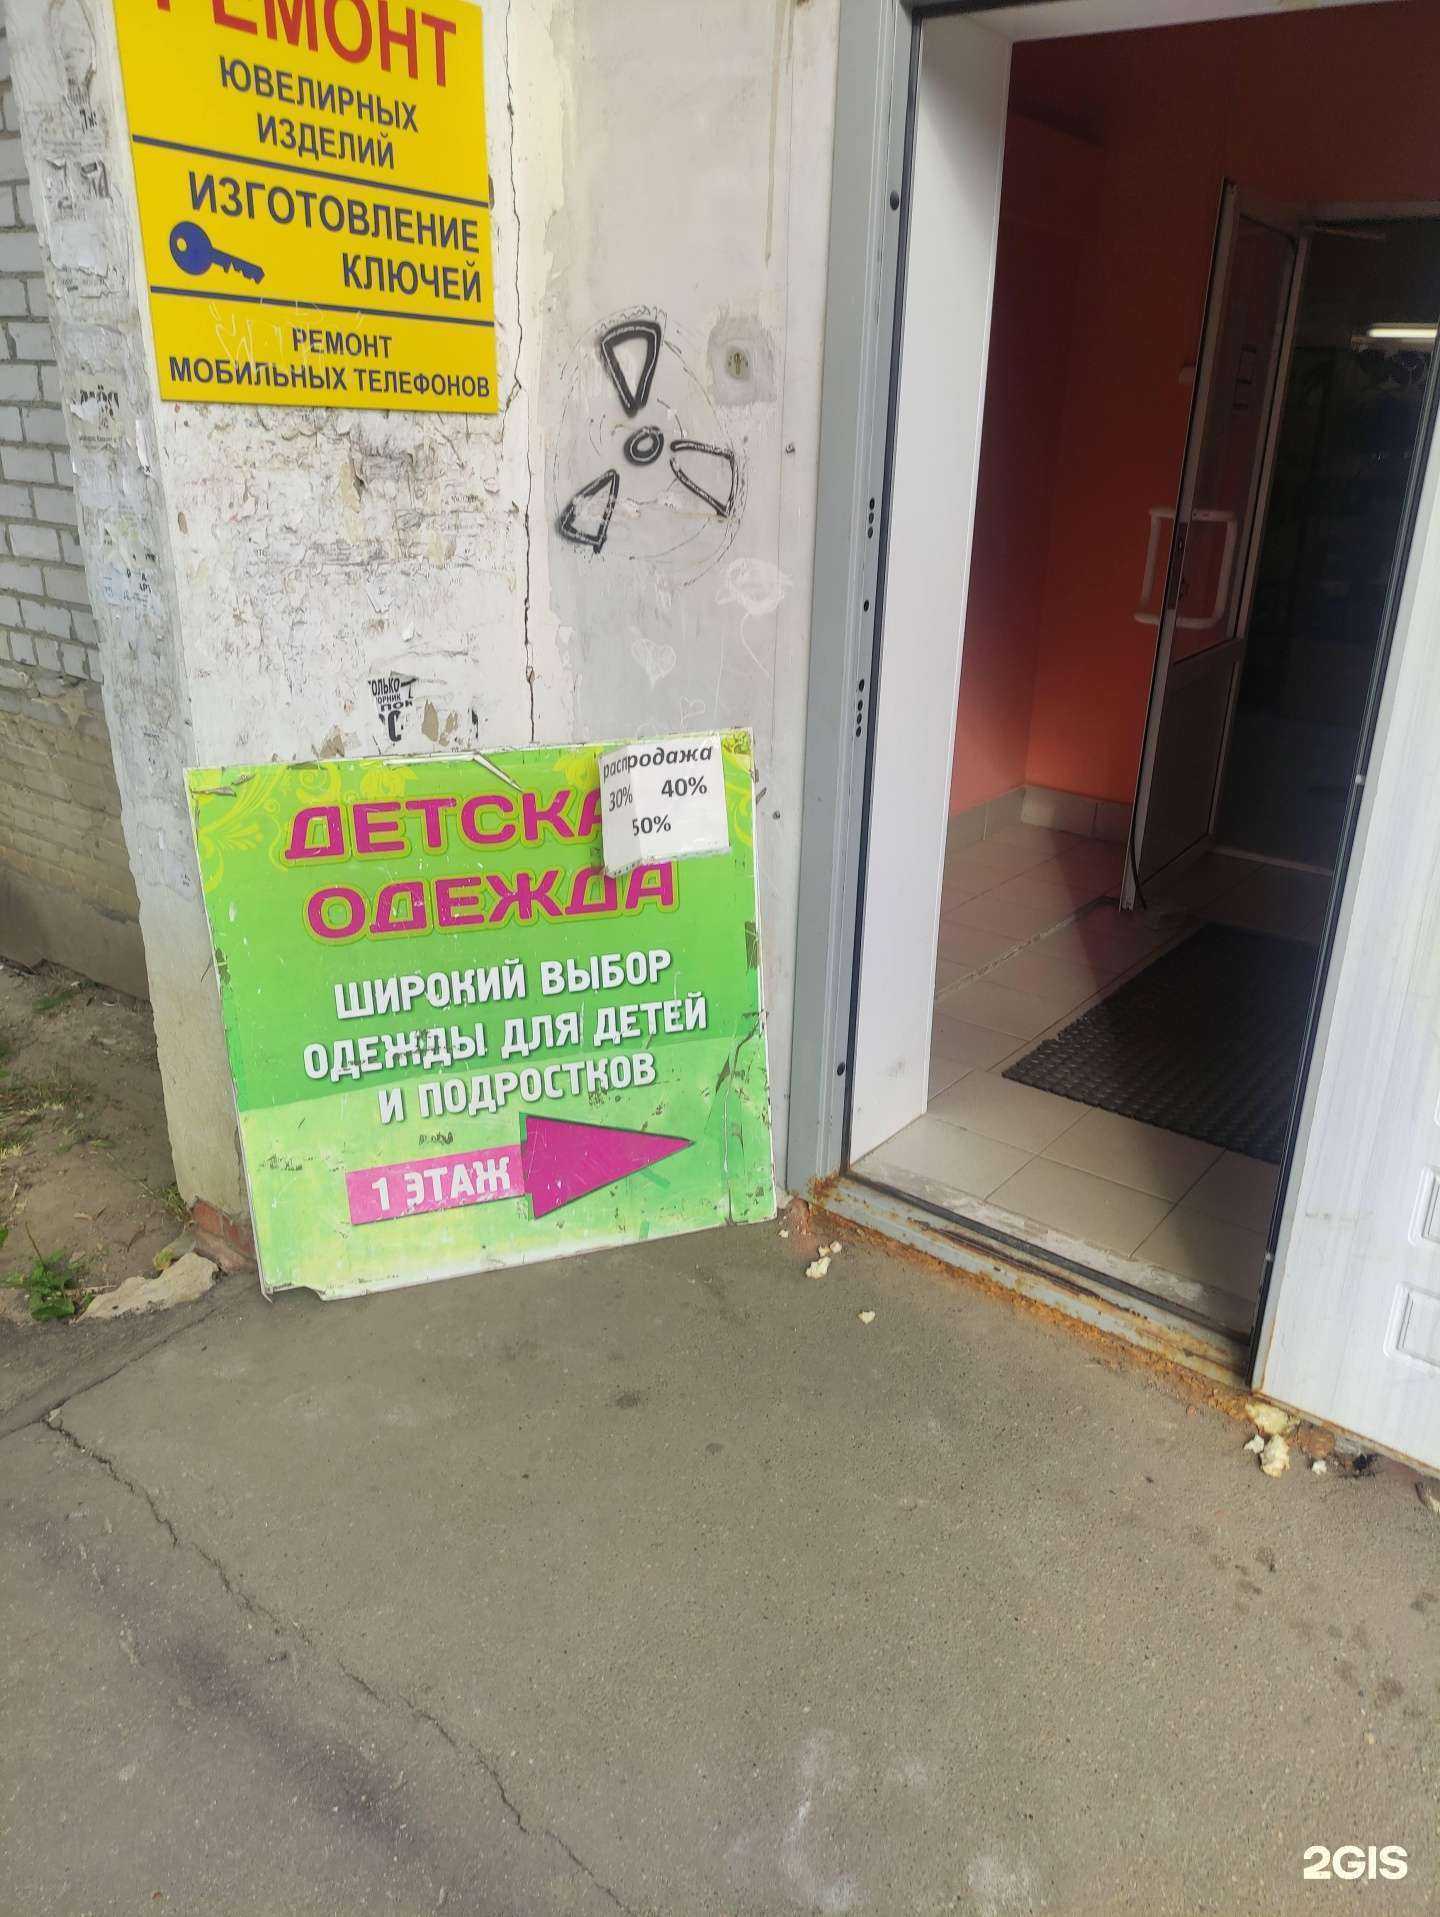 РЕМОНТ
ЮВЕЛИРНЫХ
ИЗДЕЛИЙ
ИЗГОТОВЛЕНИЕ
КЛЮЧЕЙ
РЕМОНТ
МОБИЛЬНЫХ ТЕЛЕФОНОВ
распродажа
30% 40%
50%
ДЕТСКА
ОДЕЖДА
ШИРОКИЙ ВЫБОР
ОДЕЖДЫ ДЛЯ ДЕТЕЙ
И ПОДРОСТКОВ
1 ЭТАЖ
2GIS